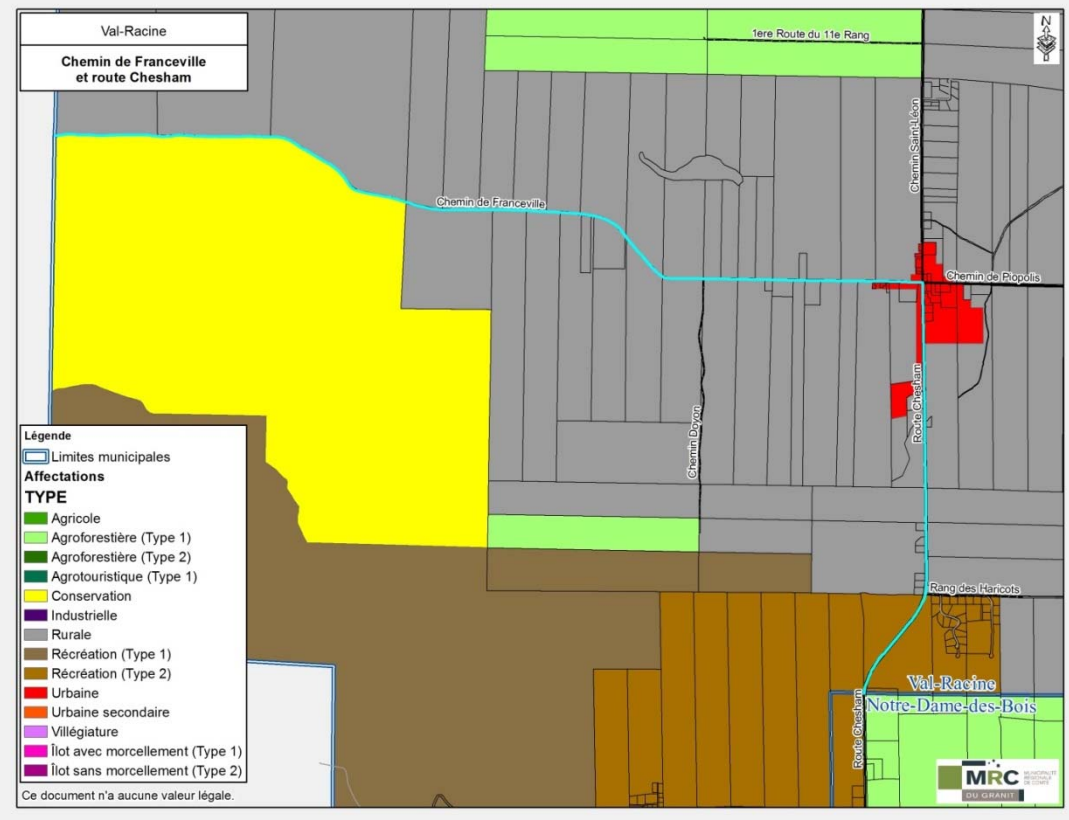 Val-Racine
Chemin de Franceville
et route Chesham
N
1ere Route du 11e Rang
Chemin Saint-Léon
Chemin de Franceville
Chemin de Piopolis
Route Chesham
Chemin Doyon
Rang des Haricots
Val-Racine
Notre-Dame-des-Bois
Route Chesham
Légende
Limites municipales
Affectations
TYPE
Agricole
Agroforestière (Type 1)
Agroforestière (Type 2)
Agrotouristique (Type 1)
Conservation
Industrielle
Rurale
Récréation (Type 1)
Récréation (Type 2)
Urbaine
Urbaine secondaire
Villégiature
Îlot avec morcellement (Type 1)
Îlot sans morcellement (Type 2)
Ce document n'a aucune valeur légale.
MRC
MUNICIPALITÉ
RÉGIONALE
DE COMTÉ
DU GRANIT